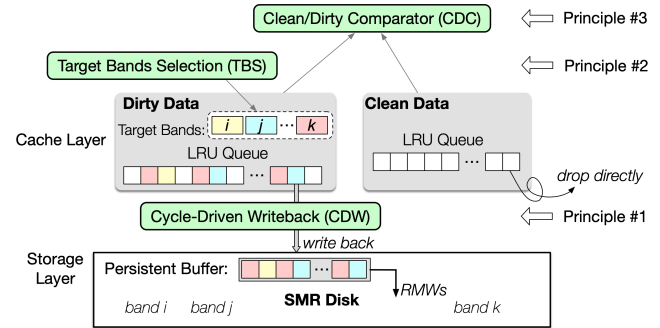 Clean/Dirty Comparator (CDC)
Principle #3
Target Bands Selection (TBS)
Principle #2
Dirty Data
Clean Data
Target Bands:
i
j
...
k
Cache Layer
LRU Queue
LRU Queue
...
...
drop directly
Cycle-Driven Writeback (CDW)
Principle #1
write back
Storage
Layer
Persistent Buffer:
...
RMWs
SMR Disk
band i
band j
band k